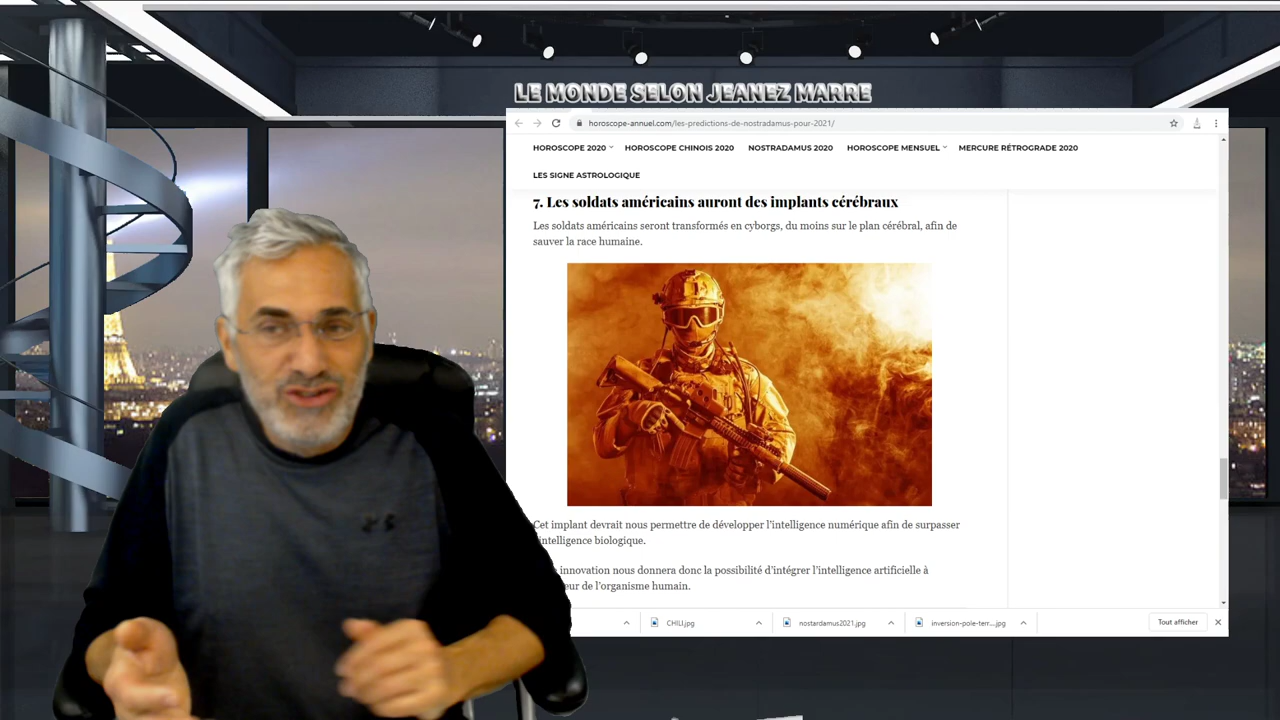 LE MONDE SELON JEANEZ MARRE
horoscope-annuel.com/les-predictions-de-nostradamus-pour-2021/
HOROSCOPE 2020 HOROSCOPE CHINOIS 2020 NOSTRADAMUS 2020 HOROSCOPE MENSUEL MERCURE RÉTROGRADE 2020
LES SIGNE ASTROLOGIQUE
7. Les soldats américains auront des implants cérébraux
Les soldats américains seront transformés en cyborgs, du moins sur le plan cérébral, afin de
sauver la race humaine.
Cet implant devrait nous permettre de développer l'intelligence numérique afin de surpasser
intelligence biologique.
innovation nous donnera donc la possibilité d'intégrer l'intelligence artificielle à
de l'organisme humain.
CHILI.jpg nostardamus2021.jpg inversion-pole-terr....jpg Tout afficher